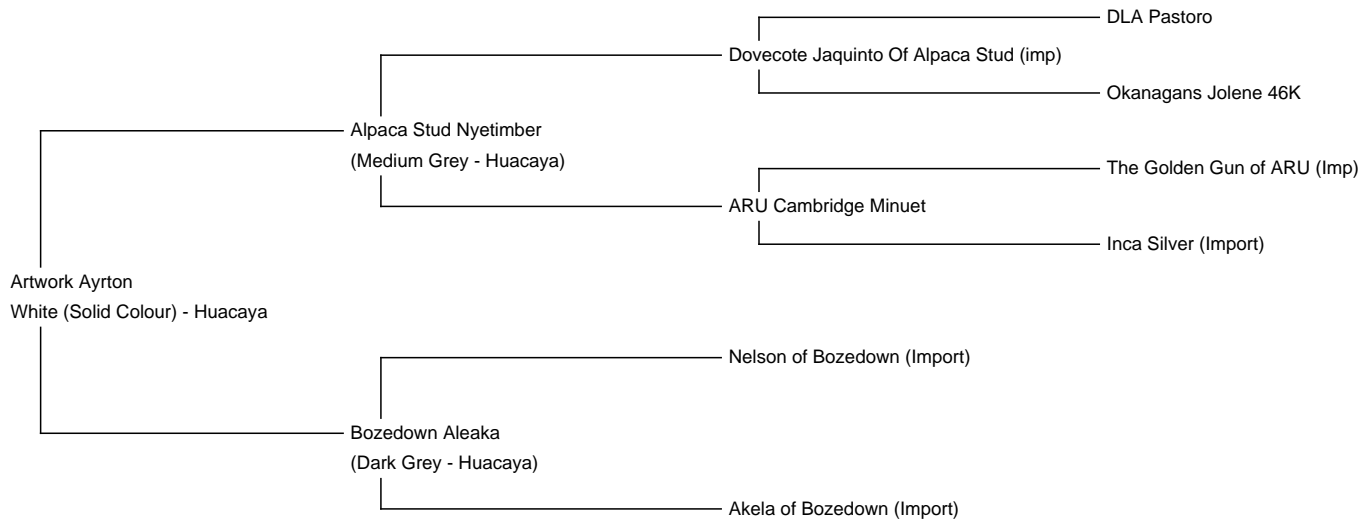 DLA Pastoro
Dovecote Jaquinto Of Alpaca Stud (imp)
Okanagans Jolene 46K
Alpaca Stud Nyetimber
(Medium Grey - Huacaya)
The Golden Gun of ARU (Imp)
ARU Cambridge Minuet
Inca Silver (Import)
Artwork Ayrton
White (Solid Colour) - Huacaya
Nelson of Bozedown (Import)
Bozedown Aleaka
(Dark Grey - Huacaya)
Akela of Bozedown (Import)